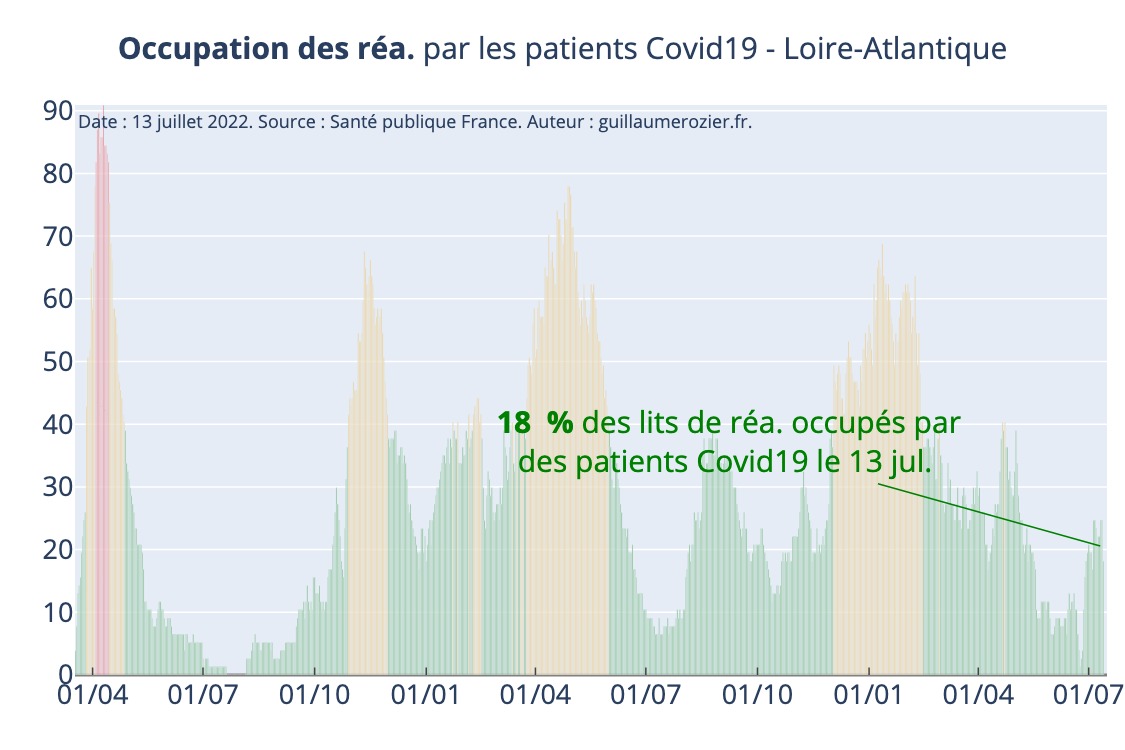 Occupation des réa. par les patients Covid19 - Loire-Atlantique
90
Date : 13 juillet 2022. Source : Santé publique France. Auteur : guillaumerozier.fr.
80
70
60
50
40
18 % des lits de réa. occupés par
des patients Covid19 le 13 jul.
30
20
10
0
01/04 01/07 01/10 01/01 01/04 01/07 01/10 01/01 01/04 01/07